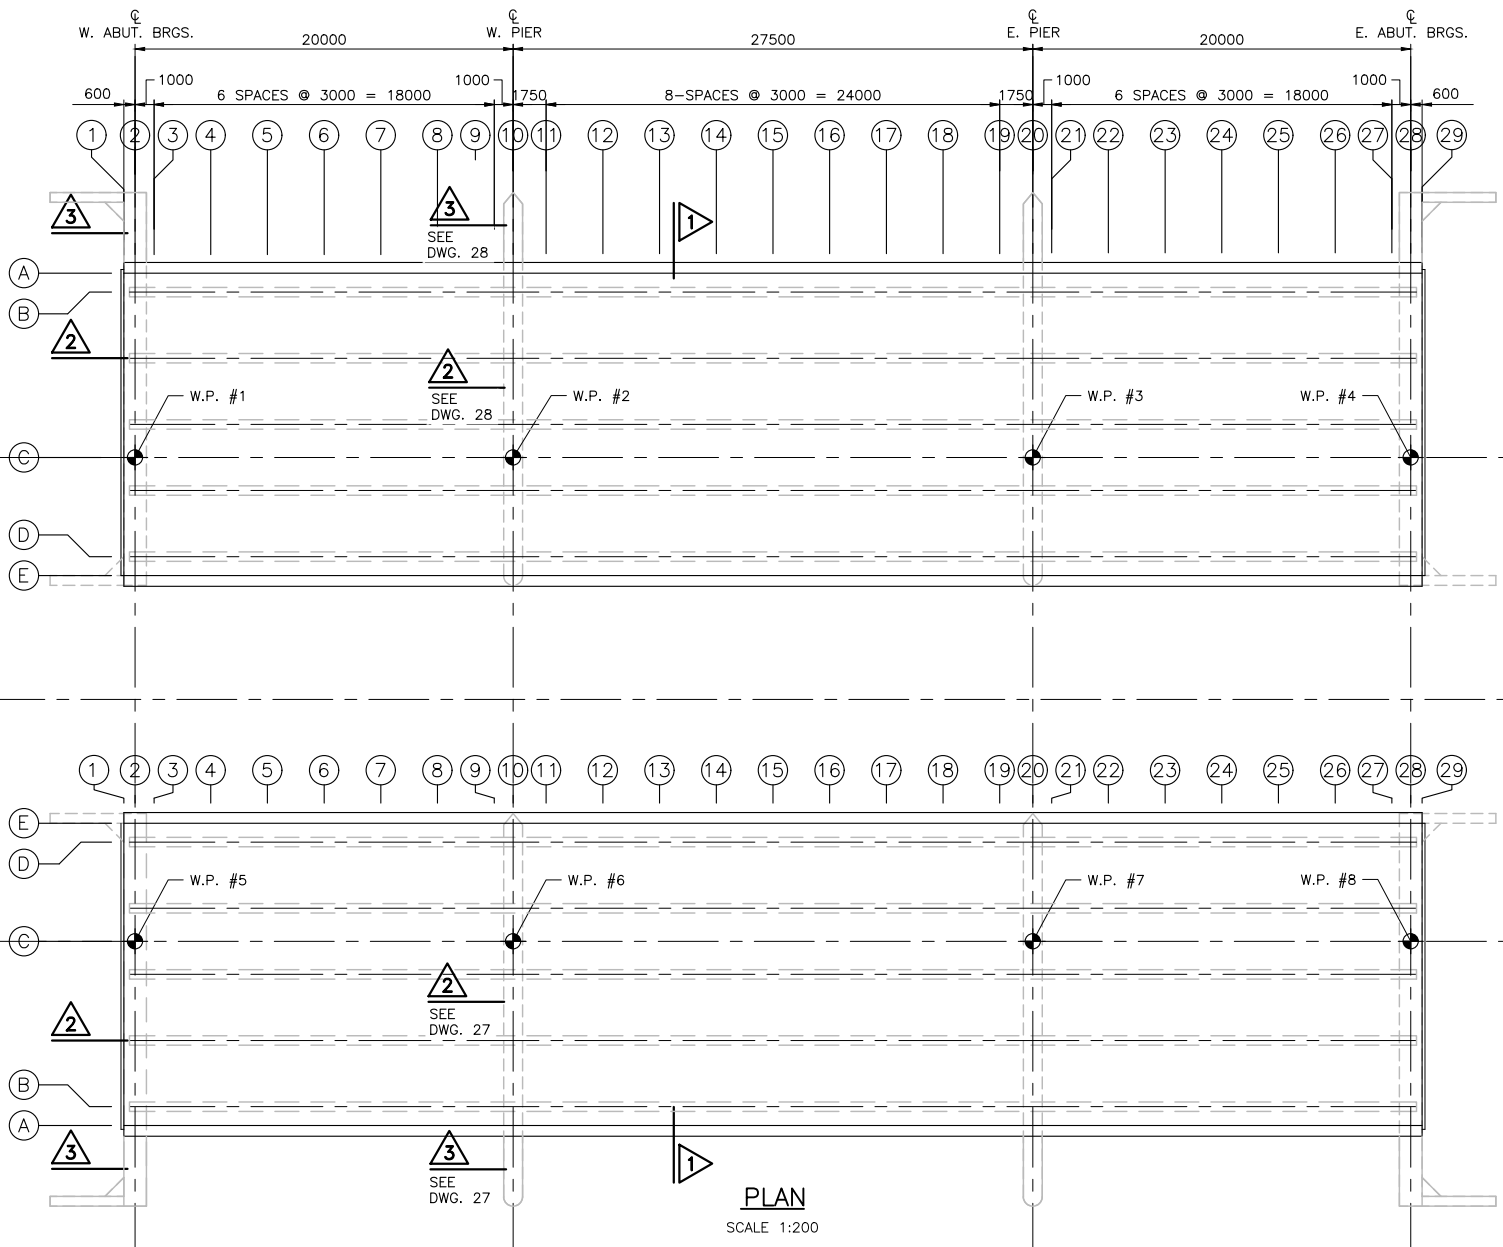 ℄ ℄ ℄ ℄
W. ABUT. BRGS. W. PIER E. PIER E. ABUT. BRGS.
20000 27500 20000
1000 1000 1000 1000
600 6 SPACES @ 3000 = 18000 1750 8-SPACES @ 3000 = 24000 1750 6 SPACES @ 3000 = 18000 600
1 2 3 4 5 6 7 8 9 10 11 12 13 14 15 16 17 18 19 20 21 22 23 24 25 26 27 28 29
3 3 1
SEE
DWG. 28
A
B
2
2
SEE
DWG. 28
W.P. #1 W.P. #2 W.P. #3 W.P. #4
C
D
E
1 2 3 4 5 6 7 8 9 10 11 12 13 14 15 16 17 18 19 20 21 22 23 24 25 26 27 28 29
E
D
W.P. #5 W.P. #6 W.P. #7 W.P. #8
C
2
SEE
DWG. 27
2
B
A
3 3 1
SEE
DWG. 27
PLAN
SCALE 1:200